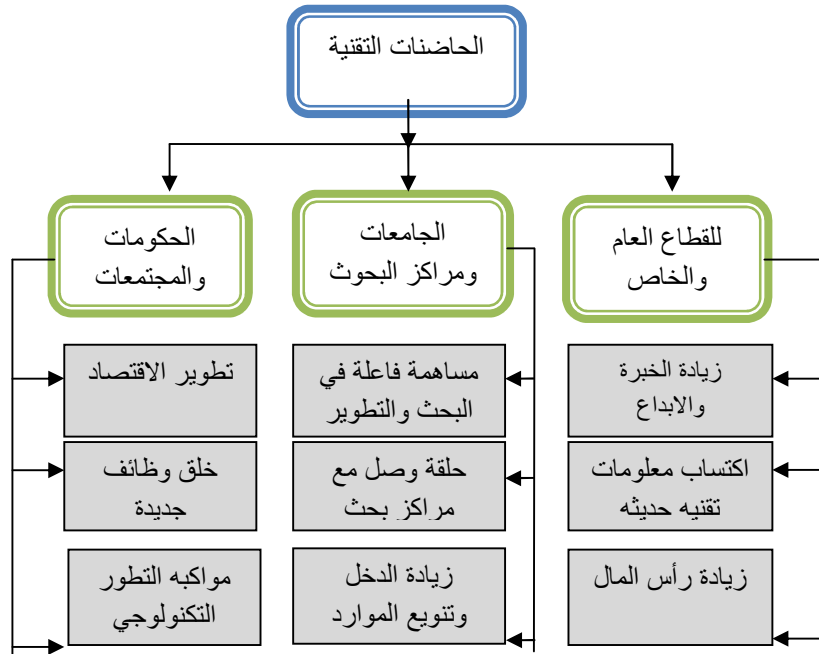 الحاضنات التقنية
للقطاع العام
والخاص
الجامعات
ومراكز البحوث
الحكومات
والمجتمعات
زيادة الخبرة
والابداع
اكتساب معلومات
تقنيه حديثه
زيادة رأس المال
مساهمة فاعلة في
البحث والتطوير
حلقة وصل مع
مراكز بحث
زيادة الدخل
وتنويع الموارد
تطوير الاقتصاد
خلق وظائف
جديدة
مواكبه التطور
التكنولوجي